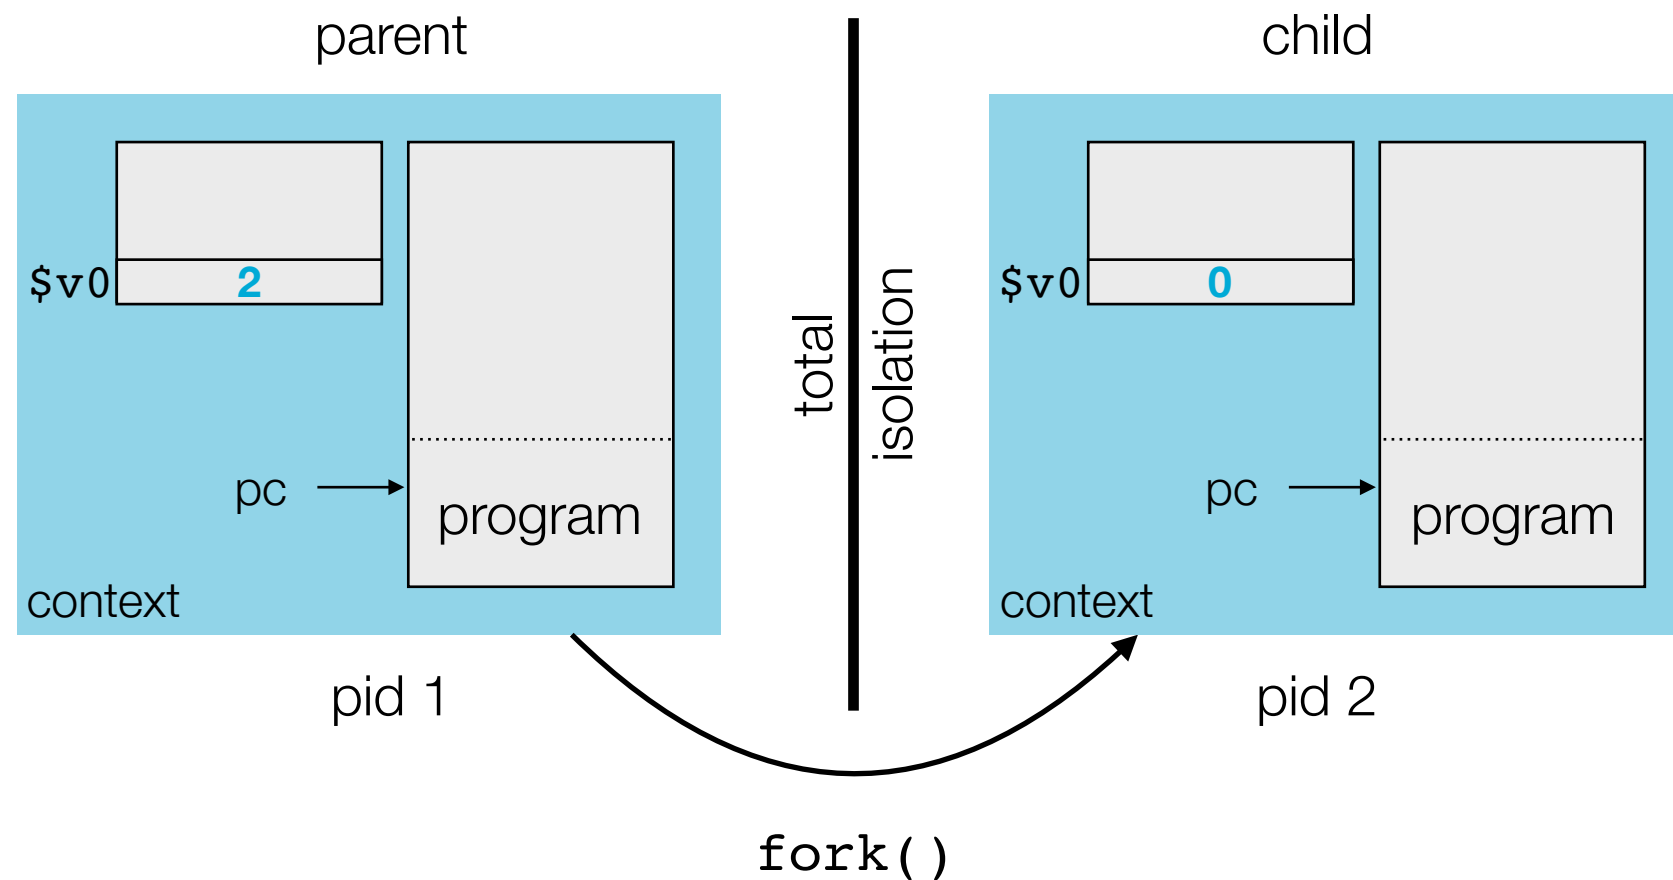 parent
child
$v0
2
$v0
0
total
isolation
pc
program
pc
program
context
context
pid 1
pid 2
fork()